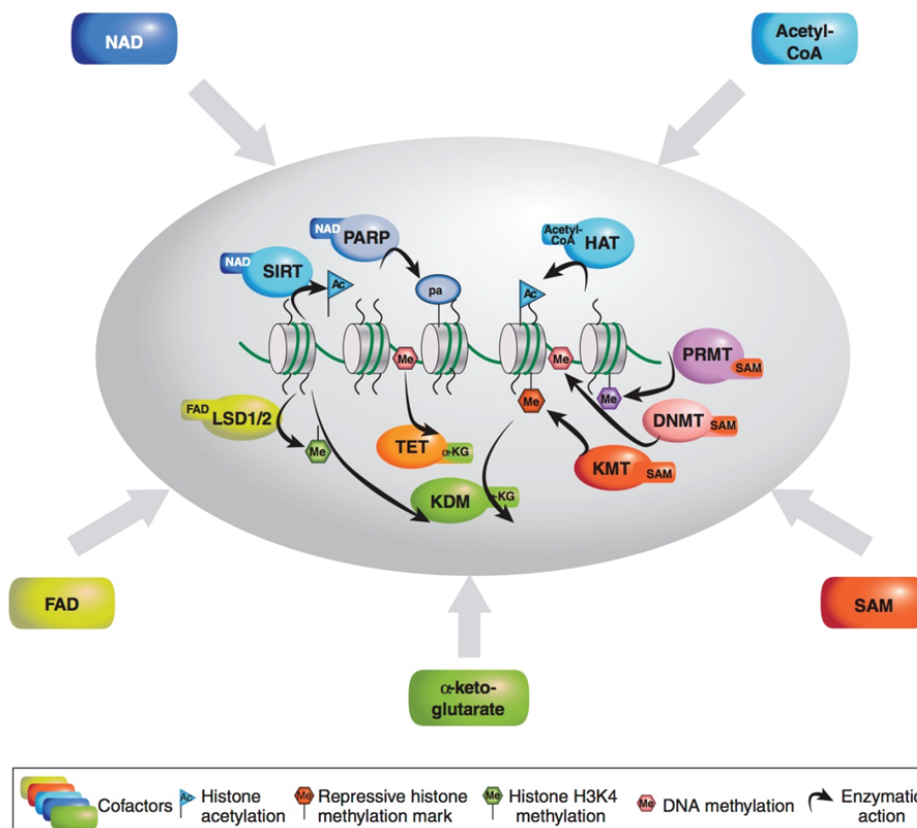 NAD
Acetyl-
CoA
NAD
PARP
Acetyl-
CoA
HAT
NAD
SIRT
Ac
pa
Ac
Me
Me
PRMT
SAM
FAD
LSD1/2
Me
Me
Me
DNMT
SAM
TET
α-KG
KMT
SAM
KDM
-KG
FAD
SAM
α-keto-
glutarate
Cofactors
Ac
Histone
acetylation
Me
Repressive histone
methylation mark
Me
Histone H3K4
methylation
Me
DNA methylation
Enzymatic
action